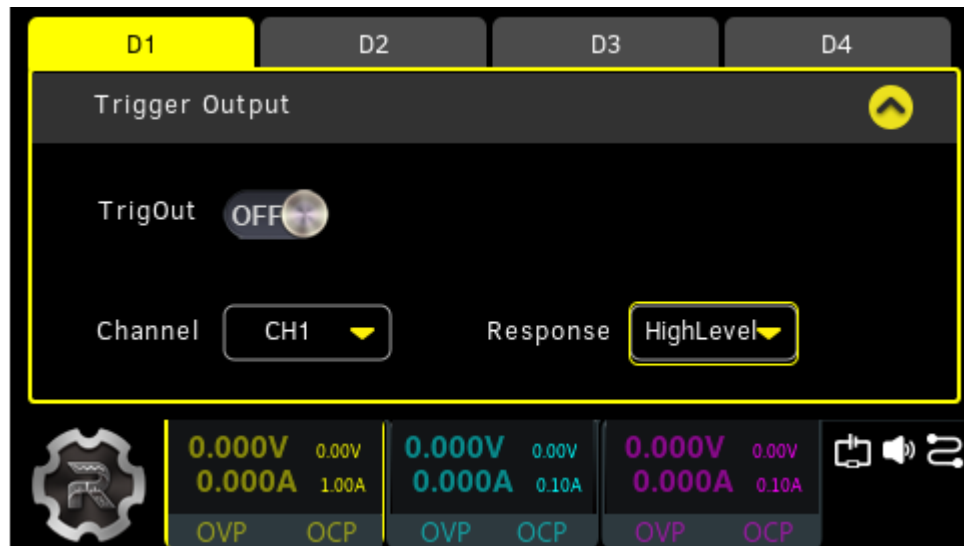 D1 D2 D3 D4
Trigger Output
TrigOut OFF
Channel CH1 Response HighLevel
0.000V 0.00V 0.000V 0.00V 0.000V 0.00V
0.000A 1.00A 0.000A 0.10A 0.000A 0.10A
OVP OCP OVP OCP OVP OCP